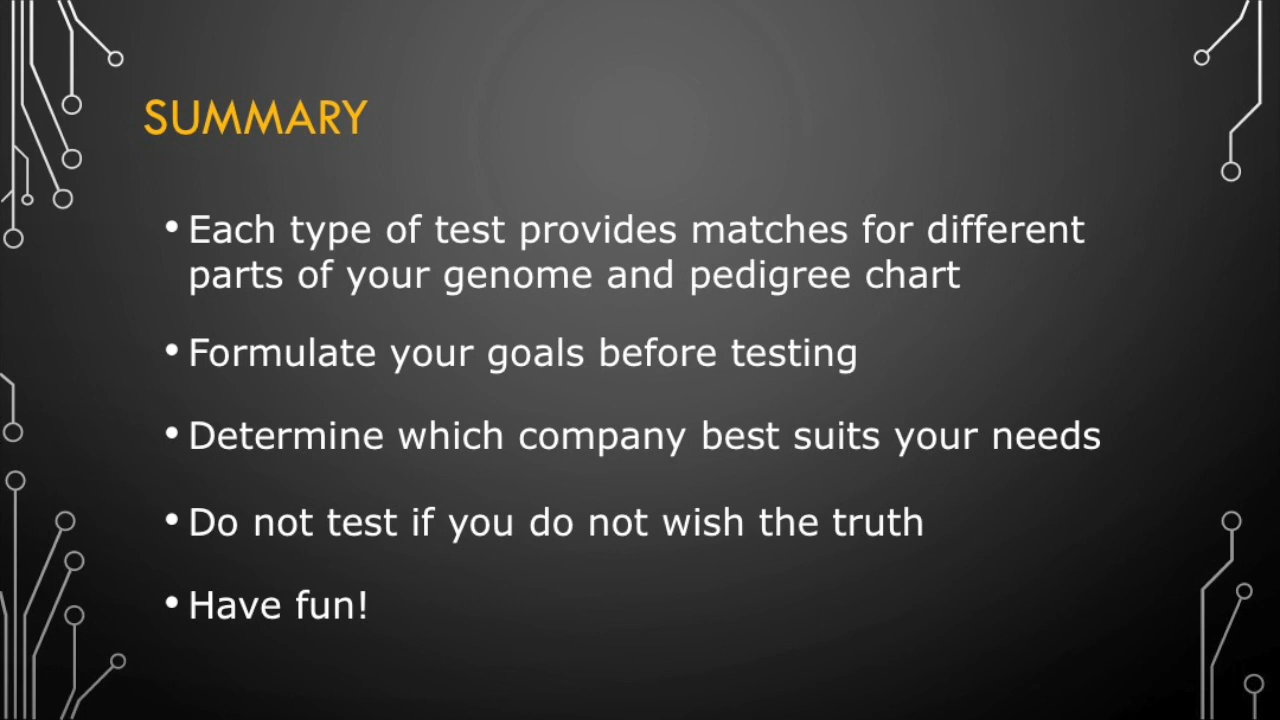 SUMMARY
• Each type of test provides matches for different
parts of your genome and pedigree chart
• Formulate your goals before testing
• Determine which company best suits your needs
• Do not test if you do not wish the truth
• Have fun!